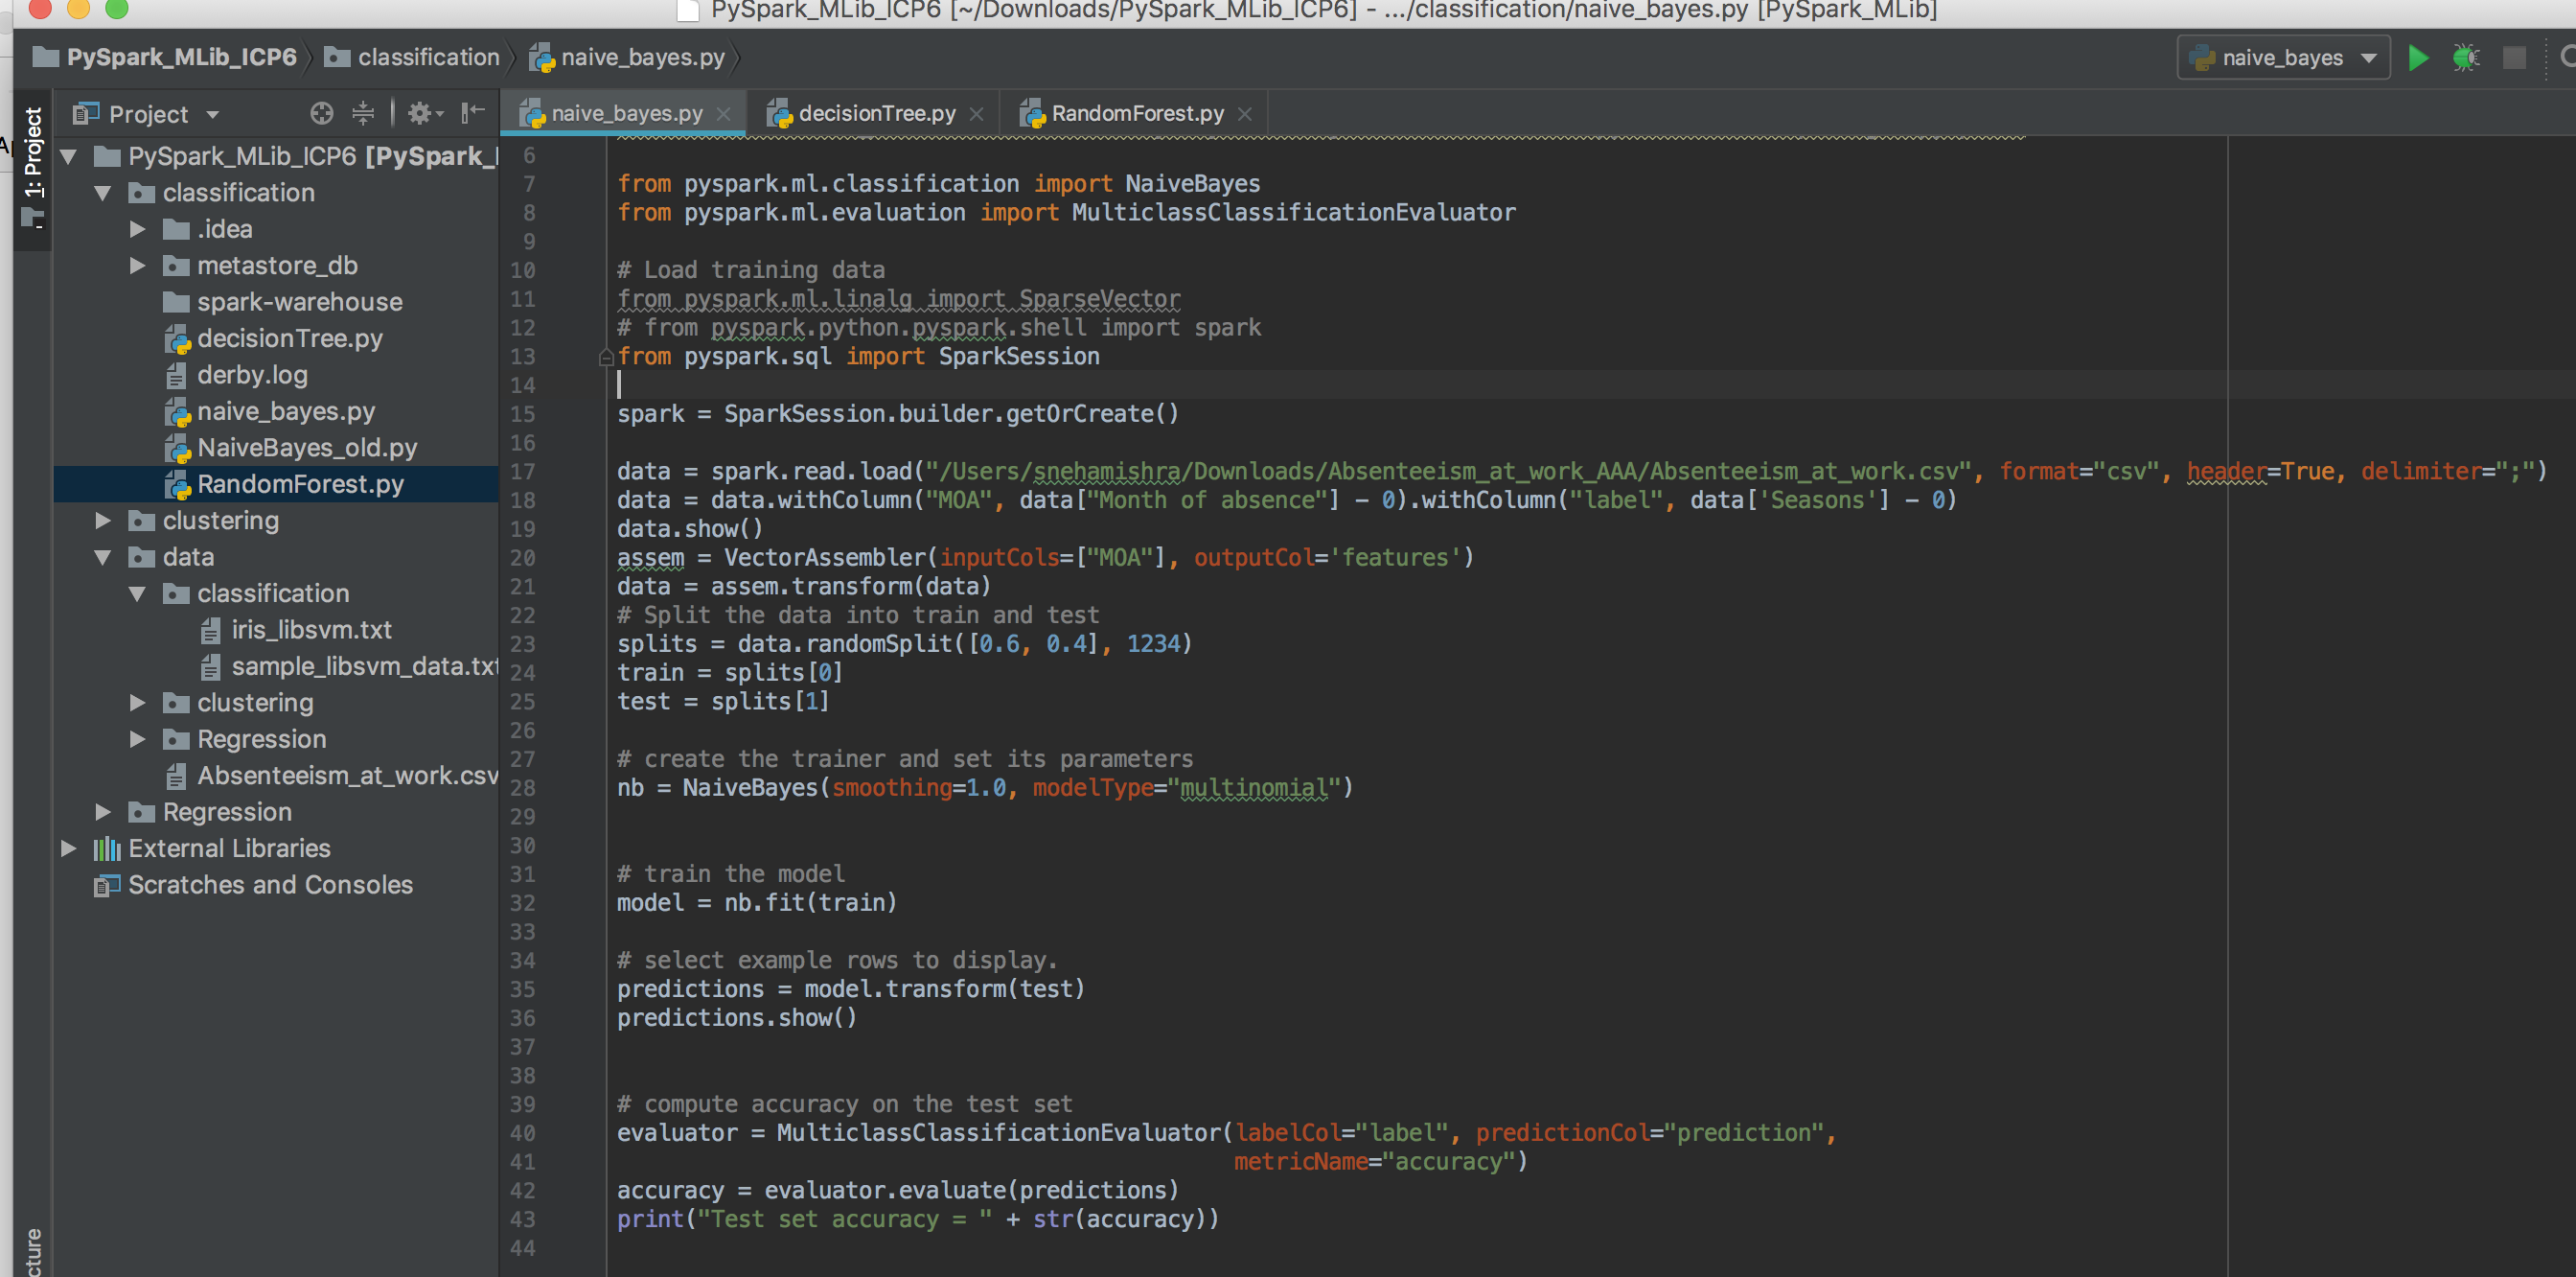 PySpark_MLib_ICP6 [~/Downloads/PySpark_MLib_ICP6] - .../classification/naive_bayes.py [PySpark_MLib]
PySpark_MLib_ICP6 classification naive_bayes.py naive_bayes
1: Project
Project
naive_bayes.py decisionTree.py RandomForest.py
PySpark_MLib_ICP6 [PySpark_
classification
.idea
metastore_db
spark-warehouse
decisionTree.py
derby.log
naive_bayes.py
NaiveBayes_old.py
RandomForest.py
clustering
data
classification
iris_libsvm.txt
sample_libsvm_data.txt
clustering
Regression
Absenteeism_at_work.csv
Regression
External Libraries
Scratches and Consoles
6
7 from pyspark.ml.classification import NaiveBayes
8 from pyspark.ml.evaluation import MulticlassClassificationEvaluator
9
10 # Load training data
11 from pyspark.ml.linalg import SparseVector
12 # from pyspark.python.pyspark.shell import spark
13 from pyspark.sql import SparkSession
14
15 spark = SparkSession.builder.getOrCreate()
16
17 data = spark.read.load("/Users/snehamishra/Downloads/Absenteeism_at_work_AAA/Absenteeism_at_work.csv", format="csv", header=True, delimiter=";")
18 data = data.withColumn("MOA", data["Month of absence"] - 0).withColumn("label", data['Seasons'] - 0)
19 data.show()
20 assem = VectorAssembler(inputCols=["MOA"], outputCol='features')
21 data = assem.transform(data)
22 # Split the data into train and test
23 splits = data.randomSplit([0.6, 0.4], 1234)
24 train = splits[0]
25 test = splits[1]
26
27 # create the trainer and set its parameters
28 nb = NaiveBayes(smoothing=1.0, modelType="multinomial")
29
30
31 # train the model
32 model = nb.fit(train)
33
34 # select example rows to display.
35 predictions = model.transform(test)
36 predictions.show()
37
38
39 # compute accuracy on the test set
40 evaluator = MulticlassClassificationEvaluator(labelCol="label", predictionCol="prediction",
41 metricName="accuracy")
42 accuracy = evaluator.evaluate(predictions)
43 print("Test set accuracy = " + str(accuracy))
44